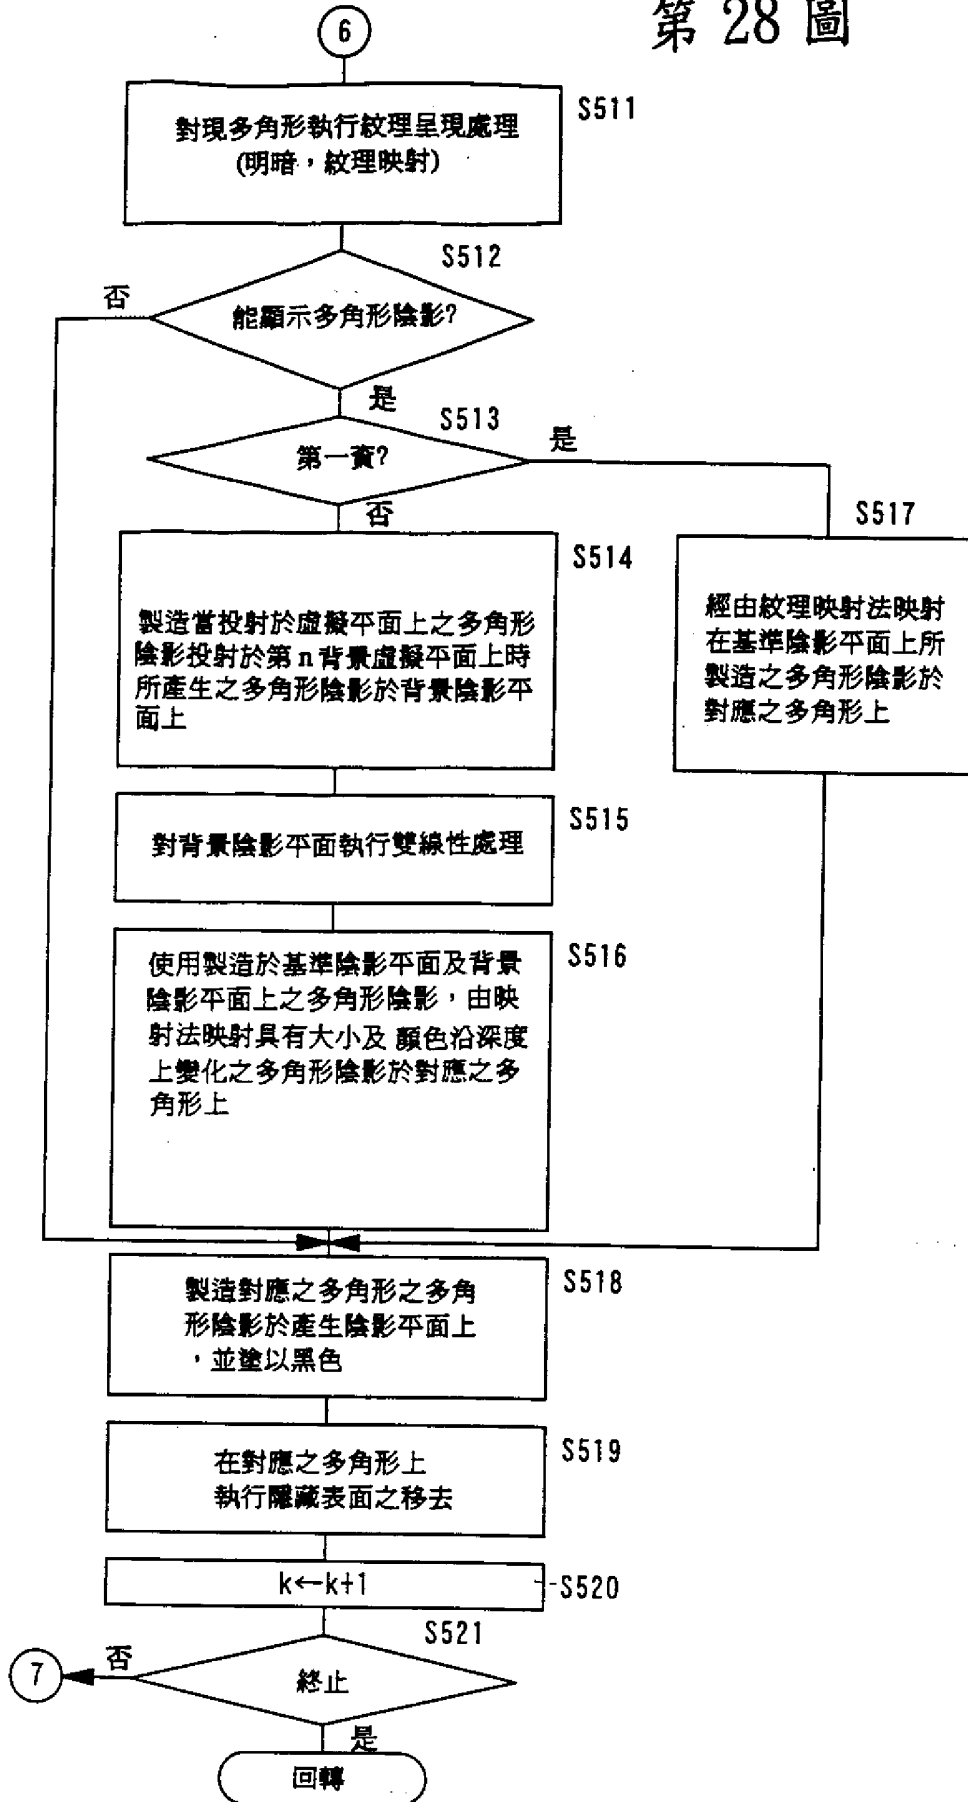 第 28 圖
6
S511
對現多角形執行紋理呈現處理
(明暗，紋理映射)
S512
否
能顯示多角形陰影?
是
S513
是
第一齎?
否
S517
S514
製造當投射於虛擬平面上之多角形
陰影投射於第n背景虛擬平面上時
所產生之多角形陰影於背景陰影平
面上
經由紋理映射法映射
在基準陰影平面上所
製造之多角形陰影於
對應之多角形上
S515
對背景陰影平面執行雙線性處理
S516
使用製造於基準陰影平面及背景
陰影平面上之多角形陰影，由映
射法映射具有大小及 顏色沿深度
上變化之多角形陰影於對應之多
角形上
S518
製造對應之多角形之多角
形陰影於產生陰影平面上
，並塗以黑色
S519
在對應之多角形上
執行隱藏表面之移去
k←k+1
S520
S521
7
否
終止
是
回轉